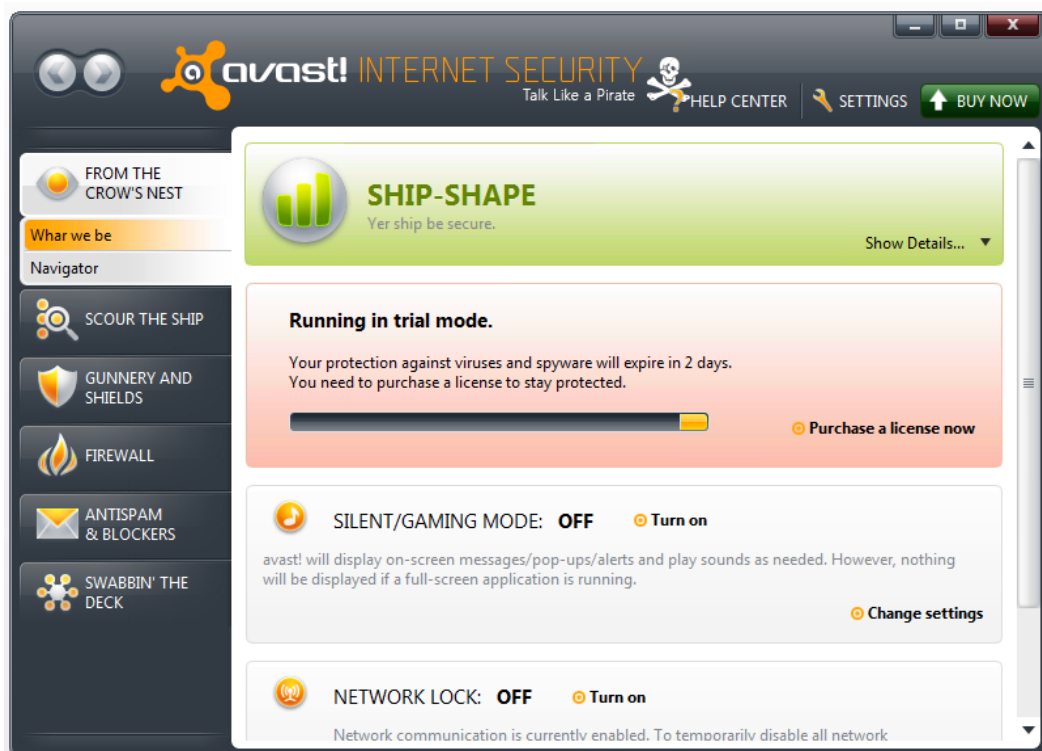 avast! INTERNET SECURITY
Talk Like a Pirate
HELP CENTER
SETTINGS
BUY NOW
FROM THE
CROW'S NEST
Whar we be
Navigator
SCOUR THE SHIP
GUNNERY AND
SHIELDS
FIREWALL
ANTISPAM
& BLOCKERS
SWABBIN' THE
DECK
SHIP-SHAPE
Yer ship be secure.
Show Details...
Running in trial mode.
Your protection against viruses and spyware will expire in 2 days.
You need to purchase a license to stay protected.
Purchase a license now
SILENT/GAMING MODE: OFF Turn on
avast! will display on-screen messages/pop-ups/alerts and play sounds as needed. However, nothing
will be displayed if a full-screen application is running.
Change settings
NETWORK LOCK: OFF Turn on
Network communication is currently enabled. To temporarily disable all network